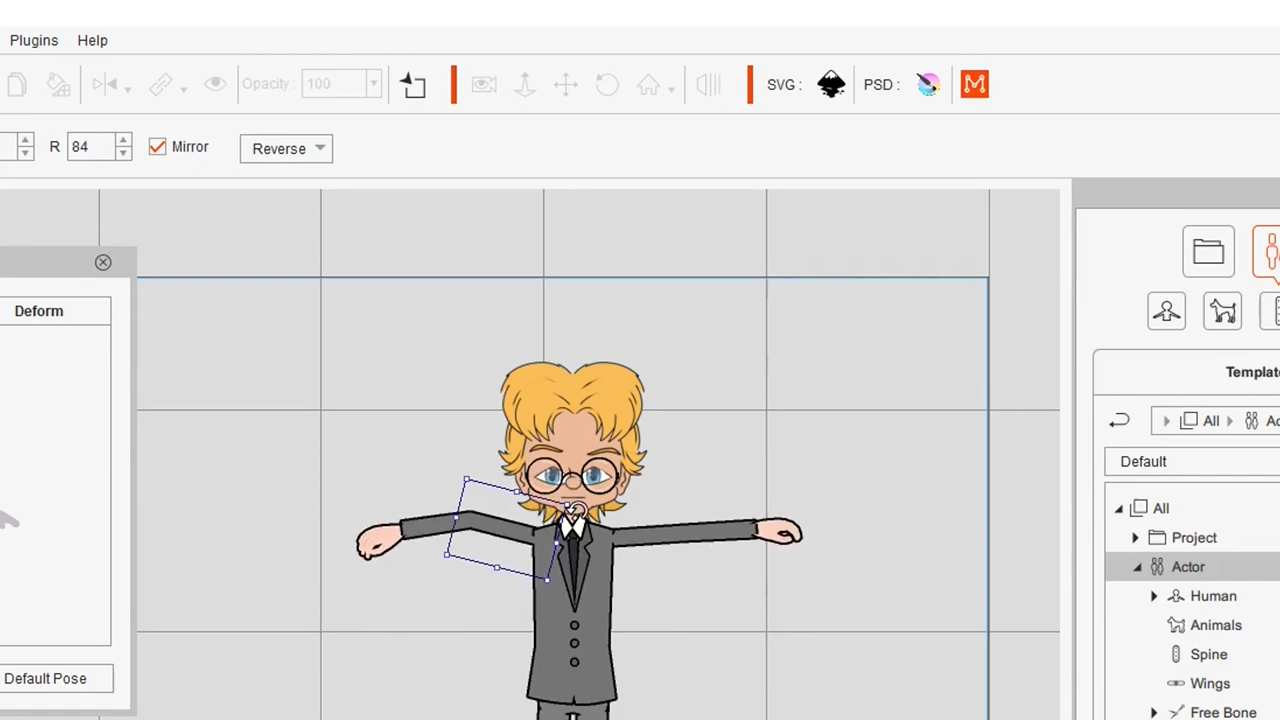 Plugins Help
Opacity : 100 SVG : PSD :
R 84 Mirror Reverse
Deform
Default Pose
All
Default
All
Project
Actor
Human
Animals
Spine
Wings
Free Bone